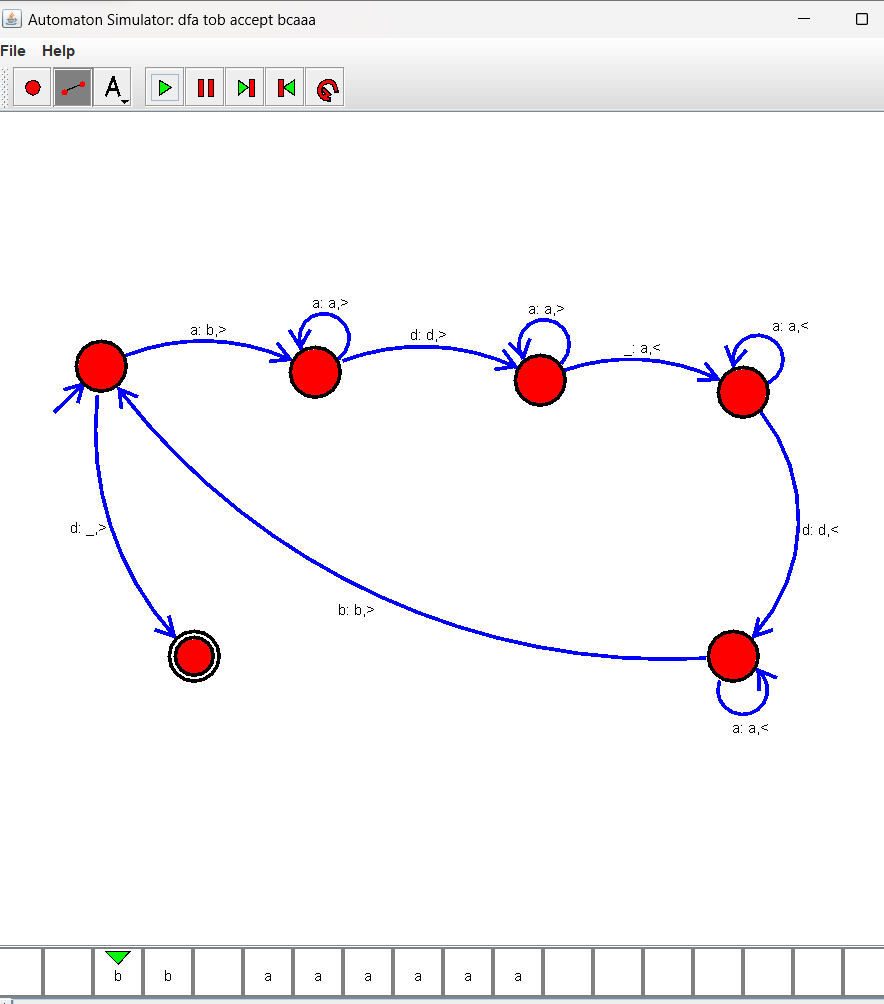 Automaton Simulator: dfa tob accept bcaaa
File Help
A
a: a,>
a: a,>
a: b,>
d: d,>
_: a,<
a: a,<
d: _,>
d: d,<
b: b,>
a: a,<
b b a a a a a a